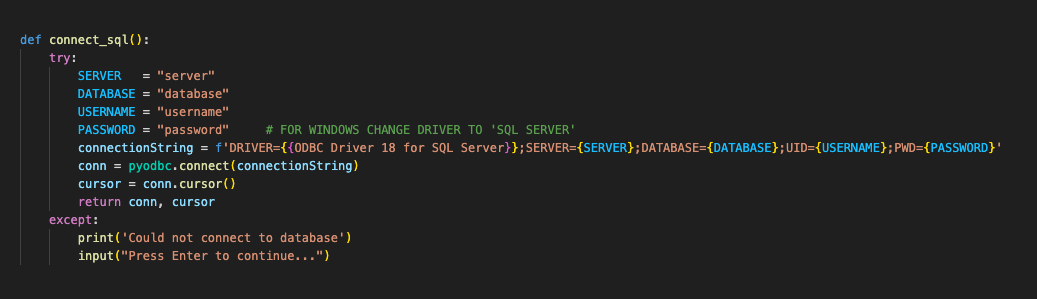 def connect_sql():
    try:
        SERVER   = "server"
        DATABASE = "database"
        USERNAME = "username"
        PASSWORD = "password"     # FOR WINDOWS CHANGE DRIVER TO 'SQL SERVER'
        connectionString = f'DRIVER={{ODBC Driver 18 for SQL Server}};SERVER={SERVER};DATABASE={DATABASE};UID={USERNAME};PWD={PASSWORD}'
        conn = pyodbc.connect(connectionString)
        cursor = conn.cursor()
        return conn, cursor
    except:
        print('Could not connect to database')
        input("Press Enter to continue...")